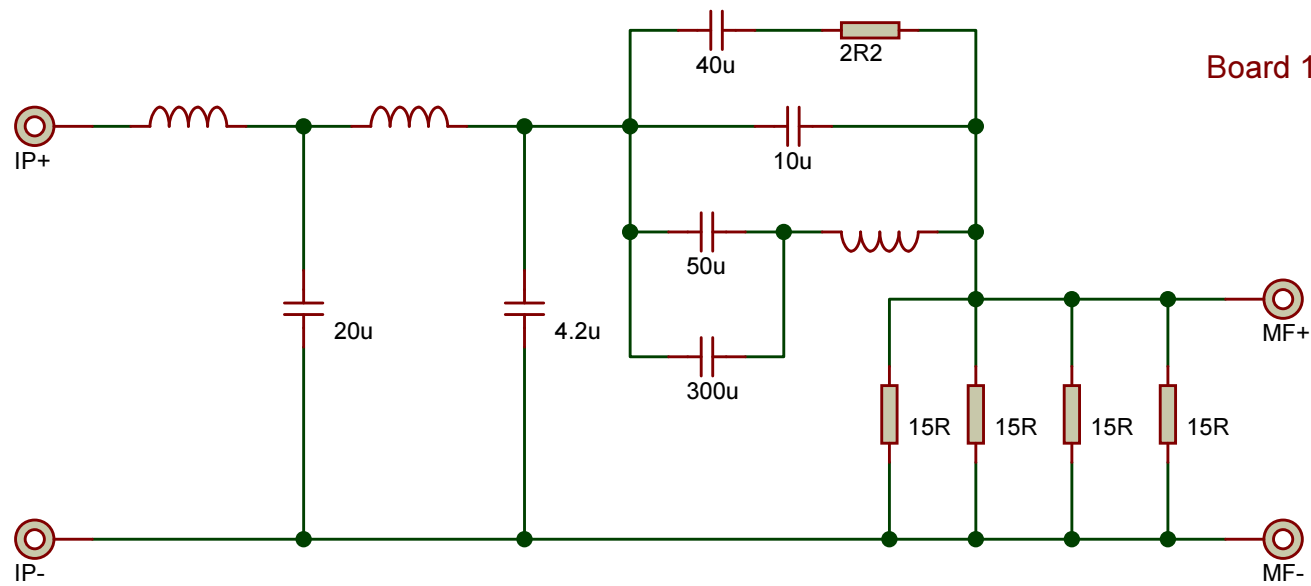 40u
2R2
Board 1
IP+
10u
50u
20u
4.2u
MF+
300u
15R
15R
15R
15R
IP-
MF-